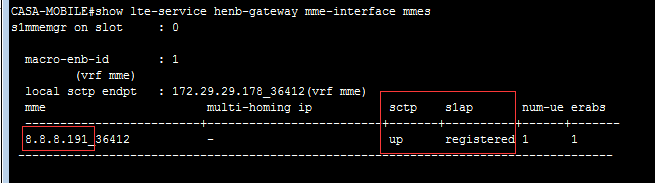 CASA-MOBILE#show lte-service henb-gateway mme-interface mmes
s1mmemgr on slot : 0
macro-enb-id : 1
(vrf mme)
local sctp endpt : 172.29.29.178_36412(vrf mme)
mme multi-homing ip sctp s1ap num-ue erabs
8.8.8.191_36412 - up registered 1 1